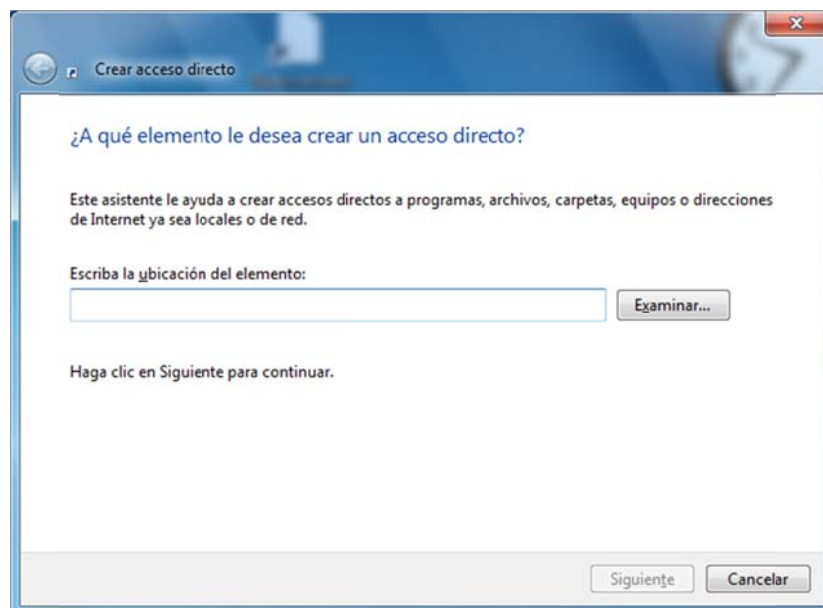 Crear acceso directo
¿A qué elemento le desea crear un acceso directo?
Este asistente le ayuda a crear accesos directos a programas, archivos, carpetas, equipos o direcciones
de Internet ya sea locales o de red.
Escriba la ubicación del elemento:
Examinar...
Haga clic en Siguiente para continuar.
Siguiente
Cancelar